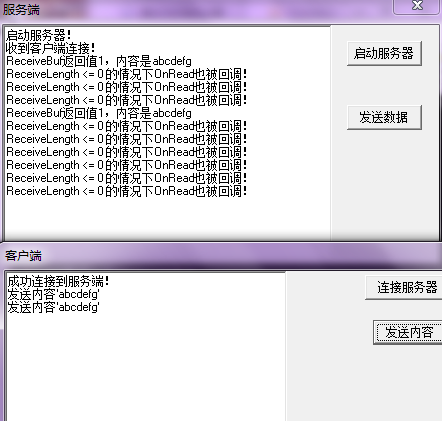 服务端
启动服务器!
收到客户端连接!
ReceiveBuf返回值1，内容是abcdefg
ReceiveLength <= 0的情况下OnRead也被回调!
ReceiveLength <= 0的情况下OnRead也被回调!
ReceiveLength <= 0的情况下OnRead也被回调!
ReceiveBuf返回值1，内容是abcdefg
ReceiveLength <= 0的情况下OnRead也被回调!
ReceiveLength <= 0的情况下OnRead也被回调!
ReceiveLength <= 0的情况下OnRead也被回调!
ReceiveLength <= 0的情况下OnRead也被回调!
ReceiveLength <= 0的情况下OnRead也被回调!
ReceiveLength <= 0的情况下OnRead也被回调!
启动服务器
发送数据
客户端
成功连接到服务端!
发送内容'abcdefg'
发送内容'abcdefg'
连接服务器
发送内容